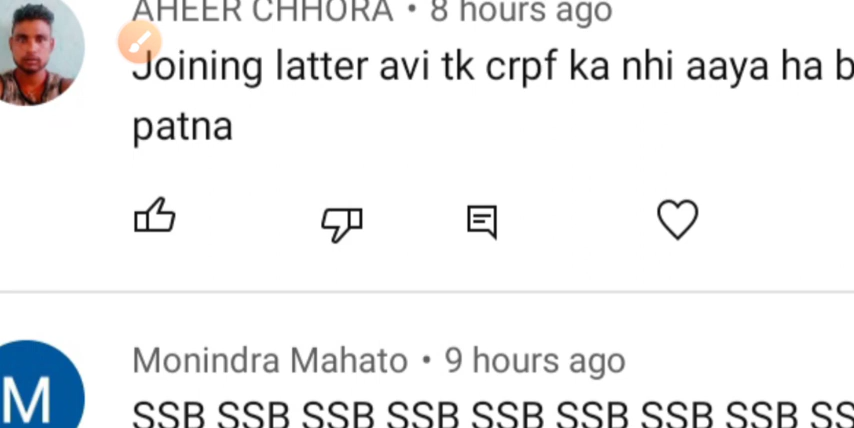 AHEER CHHORA • 8 hours ago
Joining latter avi tk crpf ka nhi aaya ha
patna
Monindra Mahato • 9 hours ago
M
SSB SSB SSB SSB SSB SSB SSB SSB